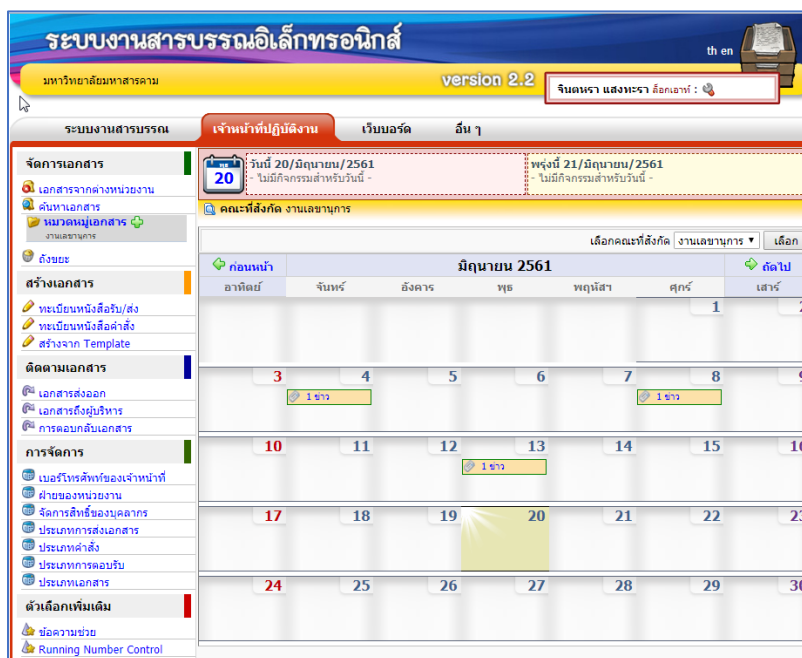 ระบบงานสารบรรณอิเล็กทรอนิกส์
th en
มหาวิทยาลัยมหาสารคาม
version 2.2
จินตหรา แสงทะรา ล็อกเอาท์ :
ระบบงานสารบรรณ
เจ้าหน้าที่ปฏิบัติงาน
เว็บบอร์ด
อื่น ๆ
จัดการเอกสาร
เอกสารจากต่างหน่วยงาน
ค้นหาเอกสาร
หมวดหมู่เอกสาร
งานเลขานุการ
ถังขยะ
สร้างเอกสาร
ทะเบียนหนังสือรับ/ส่ง
ทะเบียนหนังสือคำสั่ง
สร้างจาก Template
ติดตามเอกสาร
เอกสารส่งออก
เอกสารถึงผู้บริหาร
การตอบกลับเอกสาร
การจัดการ
เบอร์โทรศัพท์ของเจ้าหน้าที่
ฝ่ายของหน่วยงาน
จัดการสิทธิ์ของบุคลากร
ประเภทการส่งเอกสาร
ประเภทคำสั่ง
ประเภทการตอบรับ
ประเภทเอกสาร
ตัวเลือกเพิ่มเติม
ข้อความช่วย
Running Number Control
พุธ
20
วันนี้ 20/มิถุนายน/2561
- ไม่มีกิจกรรมสำหรับวันนี้ -
พรุ่งนี้ 21/มิถุนายน/2561
- ไม่มีกิจกรรมสำหรับวันนี้ -
คณะที่สังกัด งานเลขานุการ
เลือกคณะที่สังกัด งานเลขานุการ เลือก
ก่อนหน้า มิถุนายน 2561 ถัดไป
อาทิตย์ จันทร์ อังคาร พุธ พฤหัสฯ ศุกร์ เสาร์
1 2
3 4 5 6 7 8 9
1 ข่าว 1 ข่าว
10 11 12 13 14 15 16
1 ข่าว
17 18 19 20 21 22 23
24 25 26 27 28 29 30